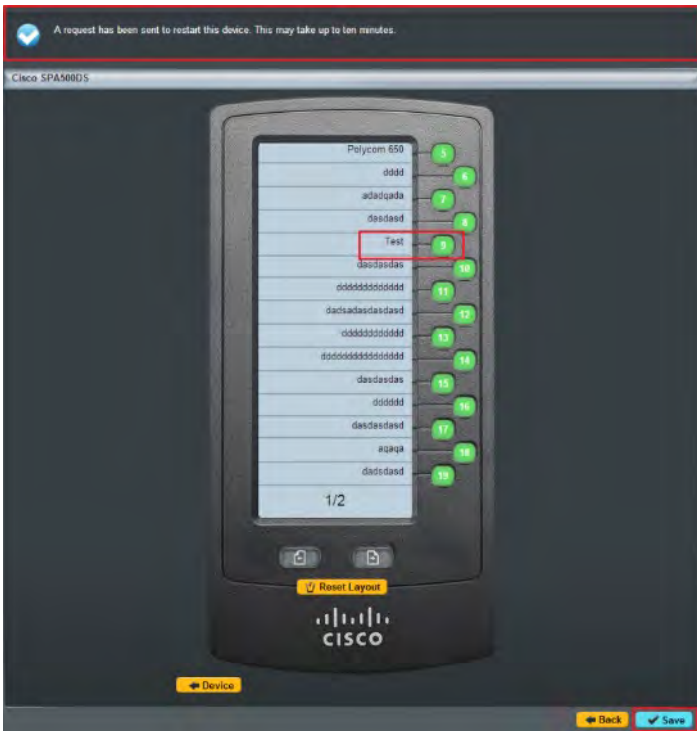 A request has been sent to restart this device. This may take up to ten minutes.
Cisco SPA500DS
Polycom 650 5
dddd 6
adadqada 7
dasdasd 8
Test 9
dasdasdas 10
ddddddddddddd 11
dadsadasdasdasd 12
ddddddddddd 13
dddddddddddddddd 14
dasdasdas 15
dddddd 16
dasdasdasd 17
aqaqa 18
dadsdasd 19
1/2
Reset Layout
CISCO
Device
Back Save